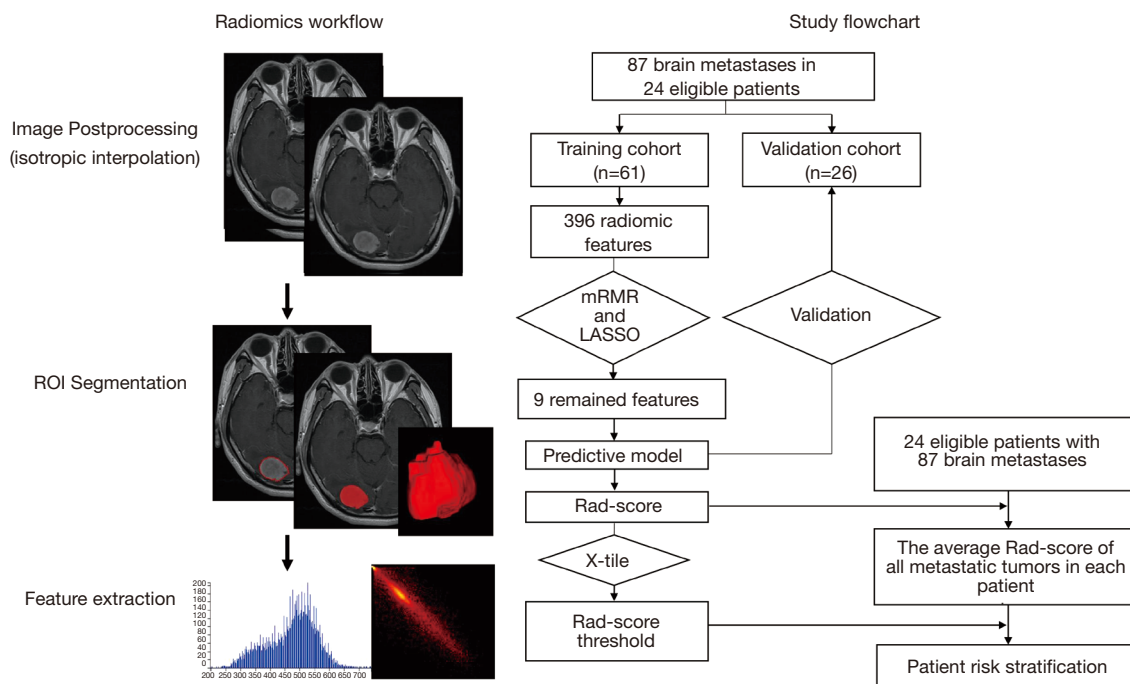 Radiomics workflow
Image Postprocessing
(isotropic interpolation)
ROI Segmentation
Feature extraction
200
180
160
140
120
100
80
60
40
20
0
200 250 300 350 400 450 500 550 600 650 700
Study flowchart
87 brain metastases in
24 eligible patients
Training cohort
(n=61)
Validation cohort
(n=26)
396 radiomic
features
mRMR
and
LASSO
Validation
9 remained features
Predictive model
Rad-score
X-tile
Rad-score
threshold
24 eligible patients with
87 brain metastases
The average Rad-score of
all metastatic tumors in each
patient
Patient risk stratification